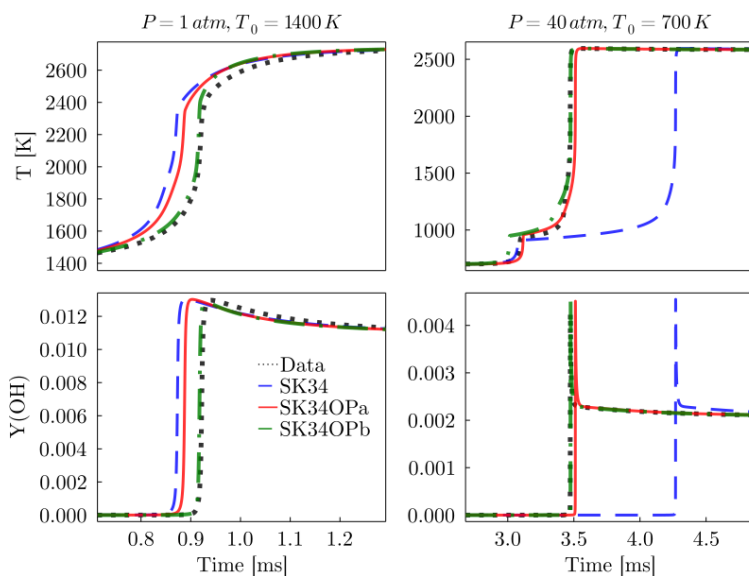 P = 1 atm, T₀ = 1400 K
P = 40 atm, T₀ = 700 K
T [K]
2600
2400
2200
2000
1800
1600
1400
2500
2000
1500
1000
Y(OH)
0.012
0.010
0.008
0.006
0.004
0.002
0.000
Data
SK34
SK34OPa
SK34OPb
0.004
0.003
0.002
0.001
0.000
0.8 0.9 1.0 1.1 1.2
3.0 3.5 4.0 4.5
Time [ms]
Time [ms]